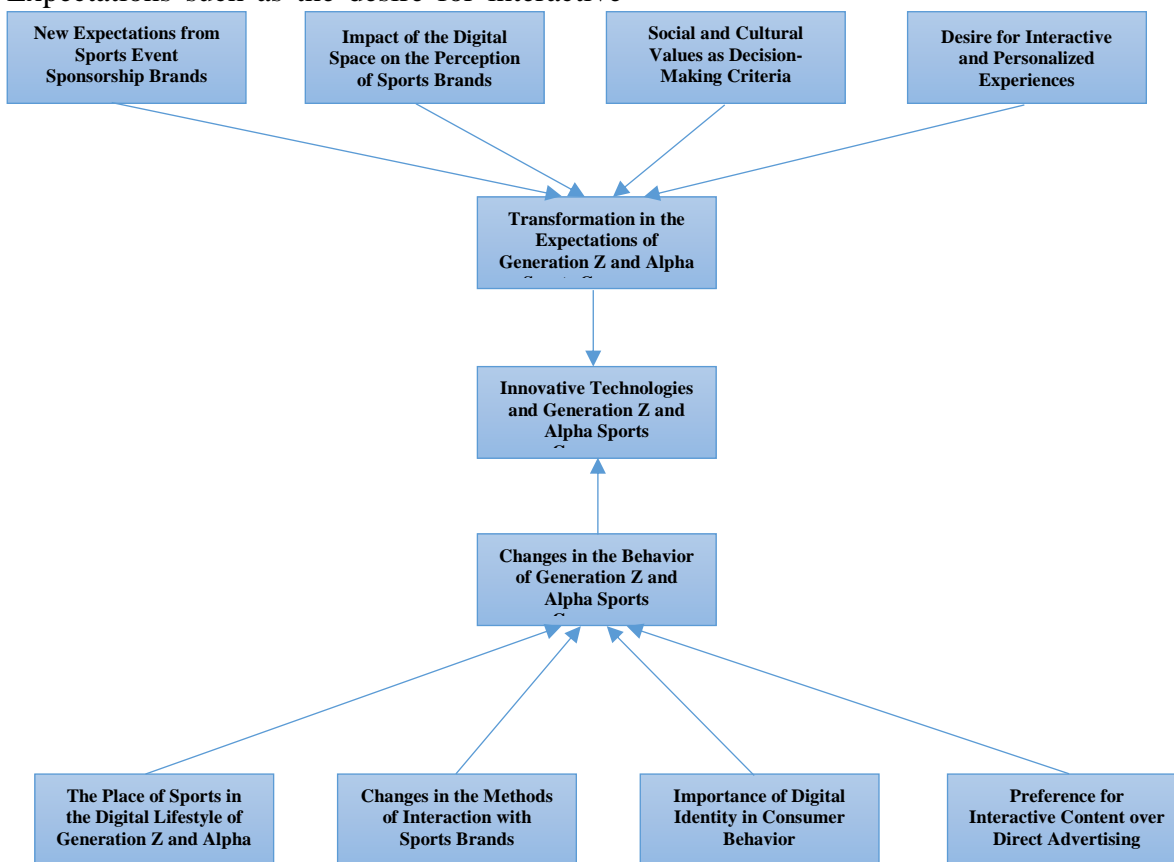 Expectations such as the desire for interactive
New Expectations from
Sports Event
Sponsorship Brands
Impact of the Digital
Space on the Perception
of Sports Brands
Social and Cultural
Values as Decision-
Making Criteria
Desire for Interactive
and Personalized
Experiences
Transformation in the
Expectations of
Generation Z and Alpha
Innovative Technologies
and Generation Z and
Alpha Sports
Changes in the Behavior
of Generation Z and
Alpha Sports
The Place of Sports in
the Digital Lifestyle of
Generation Z and Alpha
Changes in the Methods
of Interaction with
Sports Brands
Importance of Digital
Identity in Consumer
Behavior
Preference for
Interactive Content over
Direct Advertising